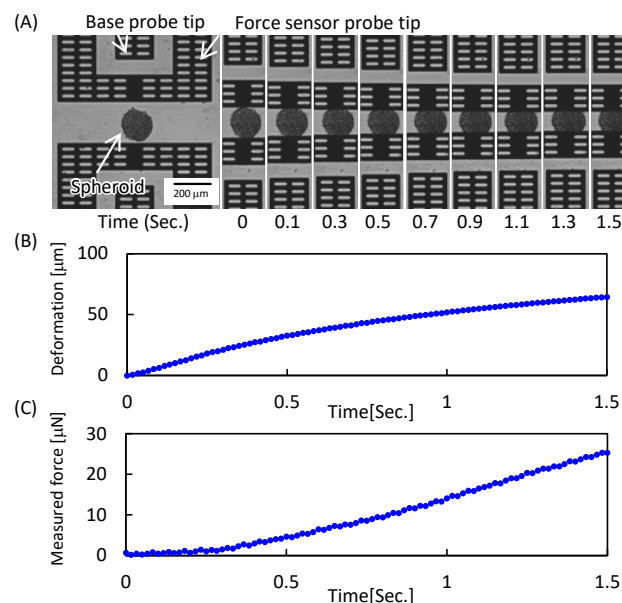 (A) Base probe tip Force sensor probe tip
Spheroid
200 μm
Time (Sec.) 0 0.1 0.3 0.5 0.7 0.9 1.1 1.3 1.5
(B)
Deformation [μm]
100
50
0
0 0.5 1 1.5
Time[Sec.]
(C)
Measured force [μN]
30
20
10
0
0 0.5 1 1.5
Time[Sec.]